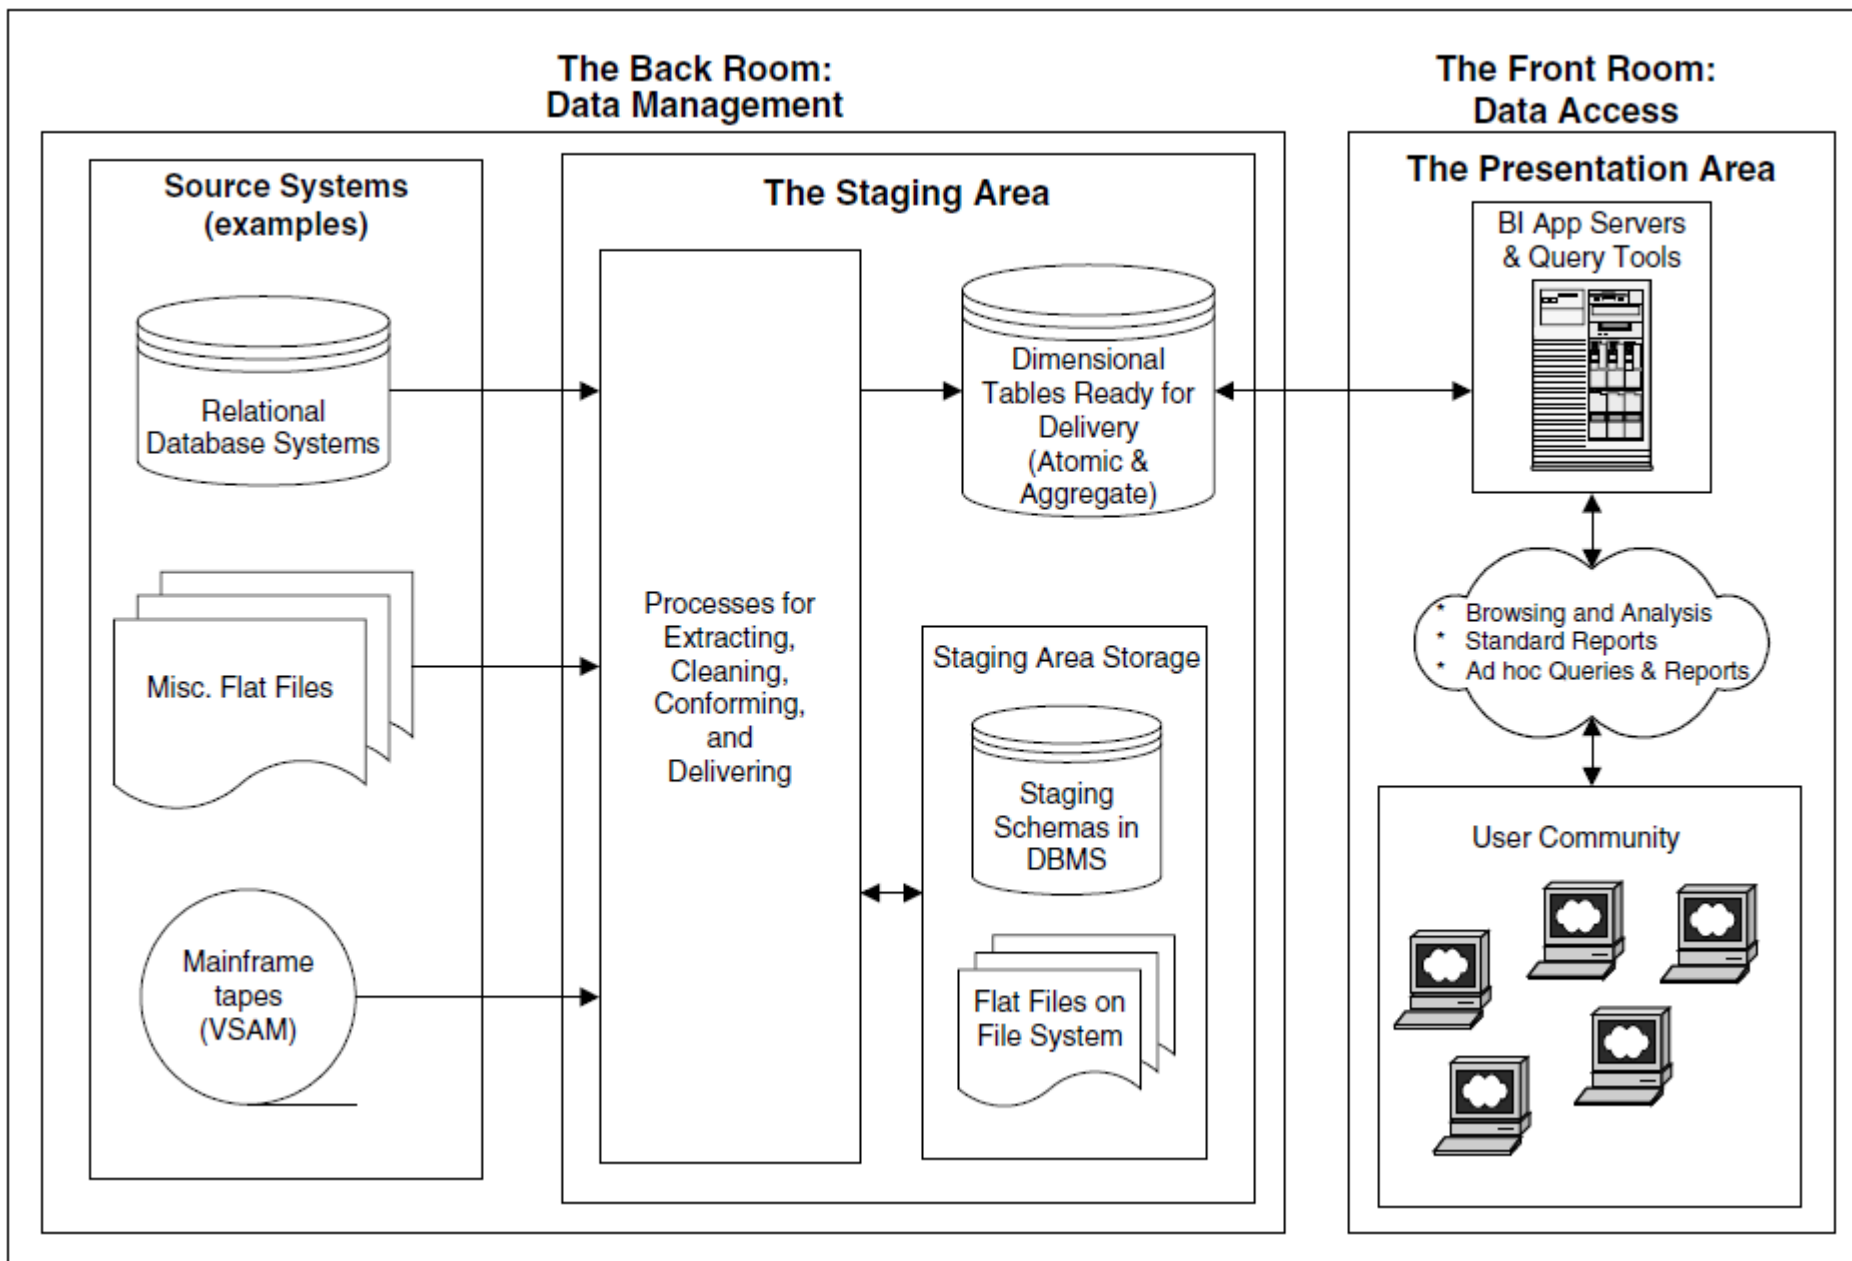 The Back Room:
Data Management
The Front Room:
Data Access
Source Systems
(examples)
Relational
Database Systems
Misc. Flat Files
Mainframe
tapes
(VSAM)
The Staging Area
Processes for
Extracting,
Cleaning,
Conforming,
and
Delivering
Dimensional
Tables Ready for
Delivery
(Atomic &
Aggregate)
Staging Area Storage
Staging
Schemas in
DBMS
Flat Files on
File System
The Presentation Area
BI App Servers
& Query Tools
* Browsing and Analysis
* Standard Reports
* Ad hoc Queries & Reports
User Community